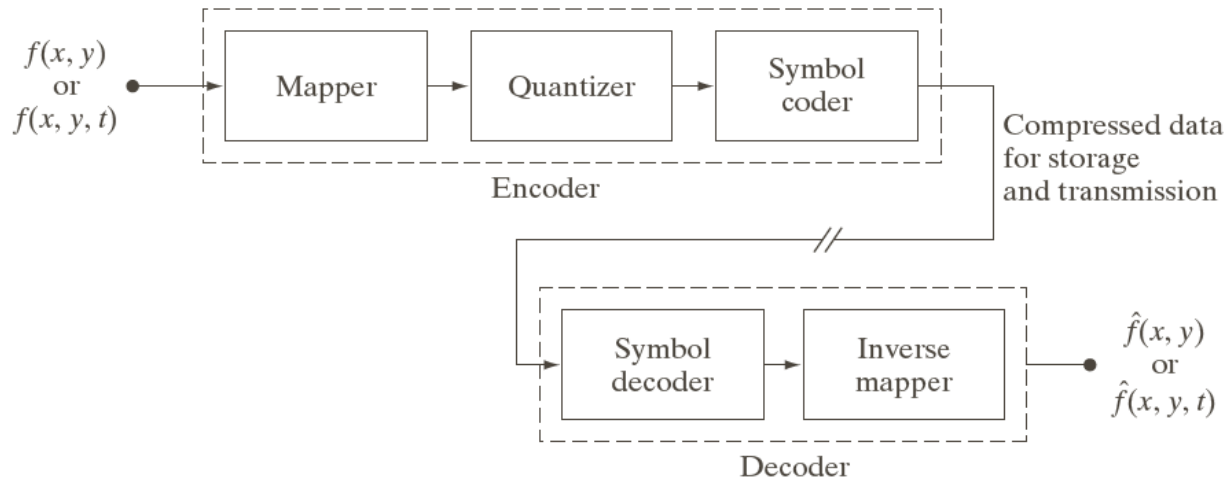 f(x, y)
or
f(x, y, t)
Mapper
Quantizer
Symbol
coder
Encoder
Compressed data
for storage
and transmission
Symbol
decoder
Inverse
mapper
Decoder
f̂(x, y)
or
f̂(x, y, t)